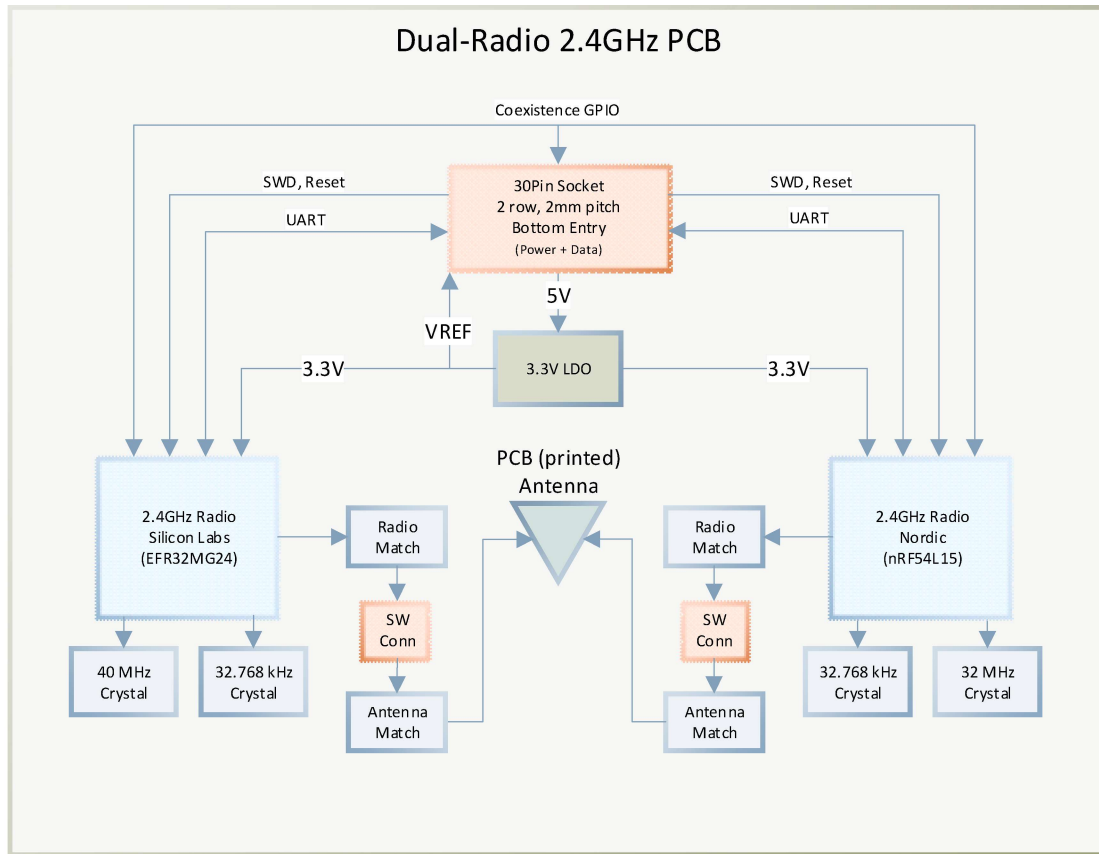 Dual-Radio 2.4GHz PCB
Coexistence GPIO
SWD, Reset
UART
30Pin Socket
2 row, 2mm pitch
Bottom Entry
(Power + Data)
SWD, Reset
UART
5V
VREF
3.3V
3.3V LDO
3.3V
PCB (printed)
Antenna
2.4GHz Radio
Silicon Labs
(EFR32MG24)
Radio
Match
SW
Conn
Antenna
Match
40 MHz
Crystal
32.768 kHz
Crystal
Radio
Match
SW
Conn
Antenna
Match
2.4GHz Radio
Nordic
(nRF54L15)
32.768 kHz
Crystal
32 MHz
Crystal